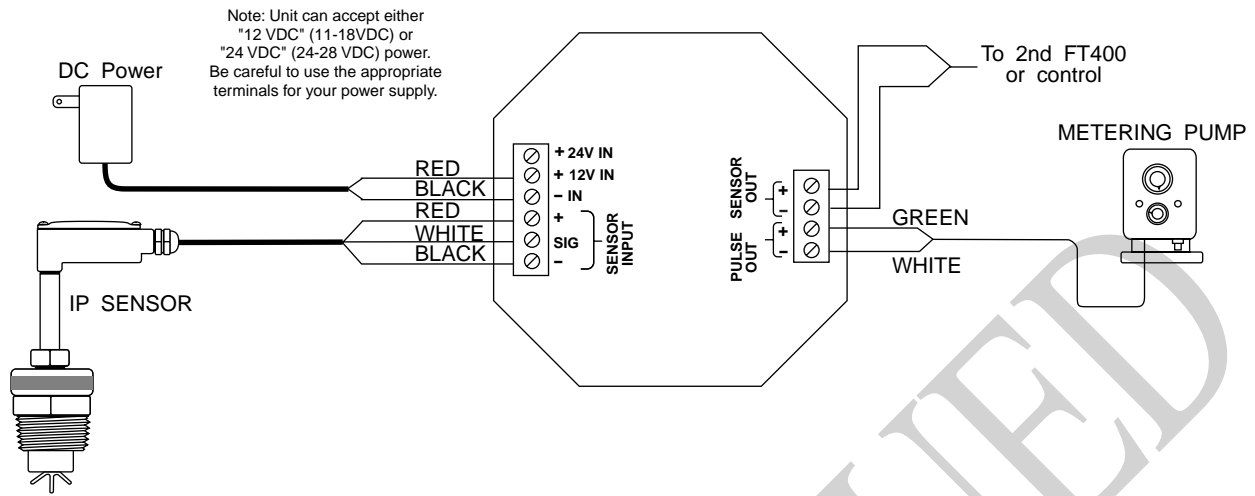 Note: Unit can accept either
"12 VDC" (11-18VDC) or
"24 VDC" (24-28 VDC) power.
Be careful to use the appropriate
terminals for your power supply.
DC Power
To 2nd FT400
or control
METERING PUMP
+ 24V IN
+ 12V IN
- IN
+
SIG
-
SENSOR
INPUT
RED
BLACK
RED
WHITE
BLACK
SENSOR
OUT
+
-
PULSE
OUT
+
-
GREEN
WHITE
IP SENSOR
UED